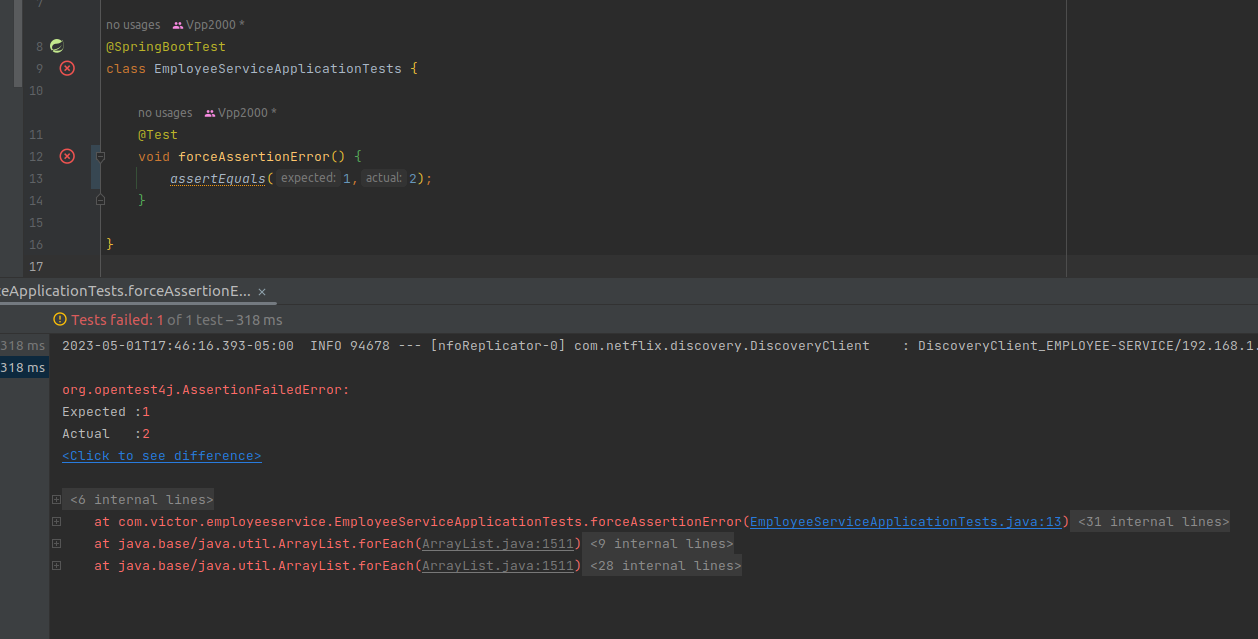 7
no usages Vpp2000 *
8 @SpringBootTest
9 class EmployeeServiceApplicationTests {
10
no usages Vpp2000 *
11 @Test
12 void forceAssertionError() {
13 assertEquals( expected: 1, actual: 2);
14 }
15
16 }
17
eApplicationTests.forceAssertionE... ×
Tests failed: 1 of 1 test – 318 ms
318 ms 2023-05-01T17:46:16.393-05:00 INFO 94678 --- [nfoReplicator-0] com.netflix.discovery.DiscoveryClient : DiscoveryClient_EMPLOYEE-SERVICE/192.168.1.
318 ms
org.opentest4j.AssertionFailedError:
Expected :1
Actual :2
<Click to see difference>
<6 internal lines>
at com.victor.employeeservice.EmployeeServiceApplicationTests.forceAssertionError(EmployeeServiceApplicationTests.java:13) <31 internal lines>
at java.base/java.util.ArrayList.forEach(ArrayList.java:1511) <9 internal lines>
at java.base/java.util.ArrayList.forEach(ArrayList.java:1511) <28 internal lines>